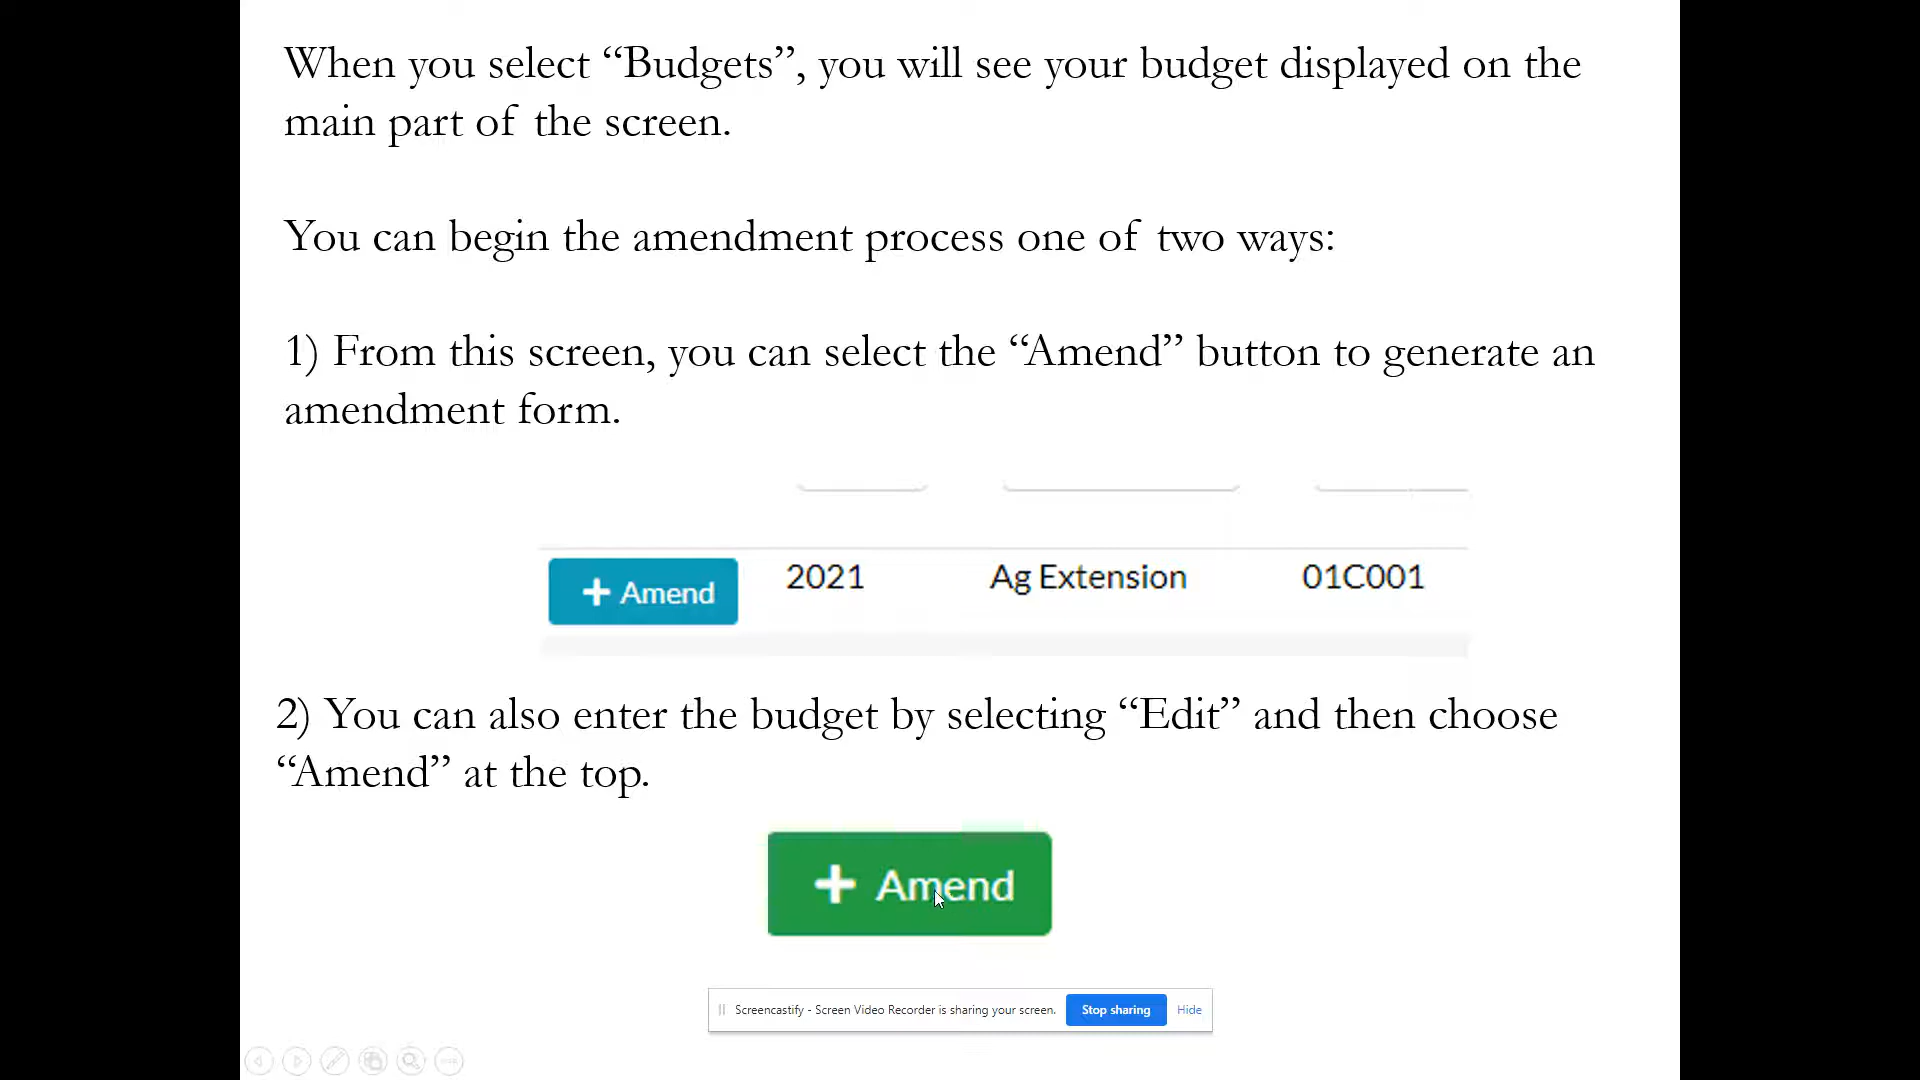 When you select “Budgets”, you will see your budget displayed on the
main part of the screen.
You can begin the amendment process one of two ways:
1) From this screen, you can select the “Amend” button to generate an
amendment form.
Amend 2021 Ag Extension 01C001
2) You can also enter the budget by selecting “Edit” and then choose
“Amend” at the top.
Amend
Screencastify - Screen Video Recorder is sharing your screen. Stop sharing Hide